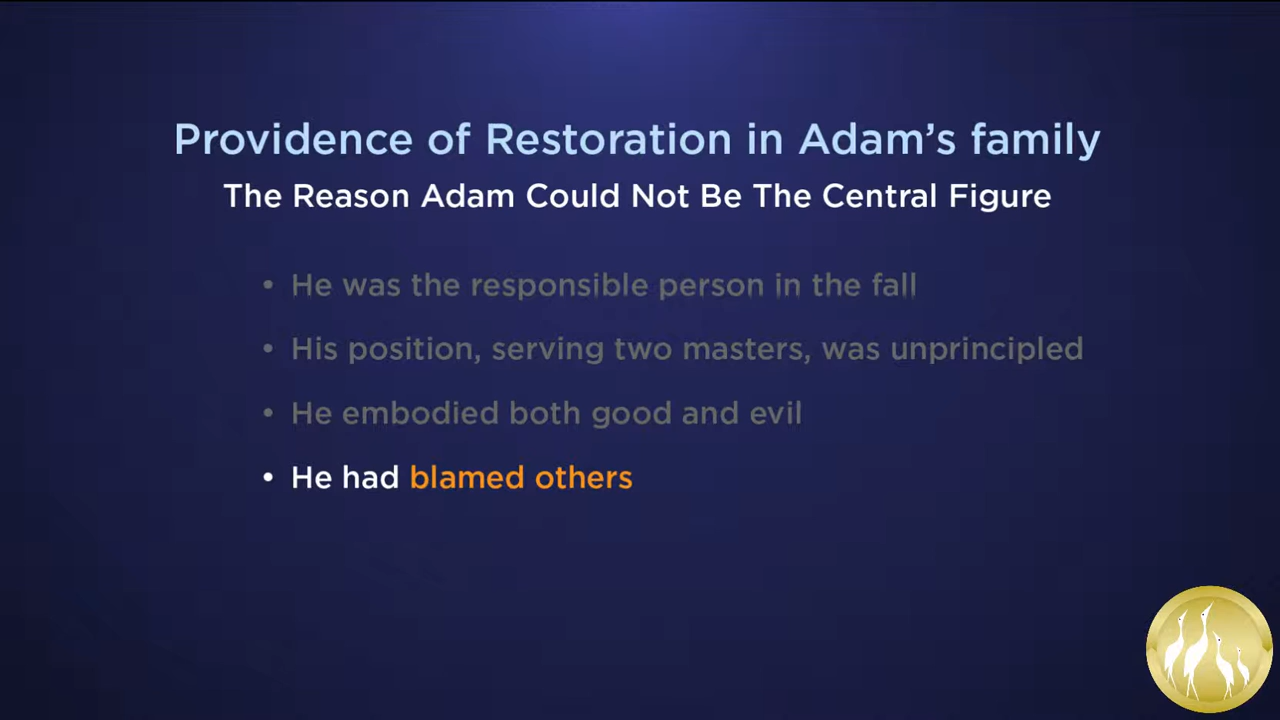 Providence of Restoration in Adam’s family
The Reason Adam Could Not Be The Central Figure
• He was the responsible person in the fall
• His position, serving two masters, was unprincipled
• He embodied both good and evil
• He had blamed others